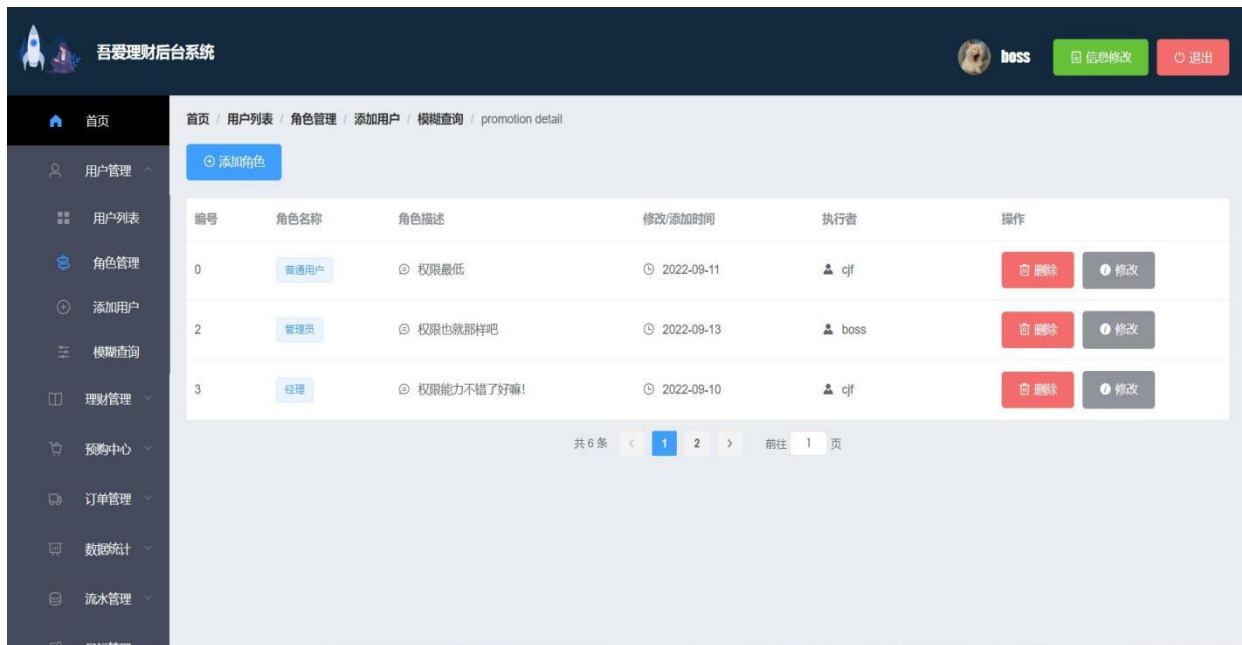 吾爱理财后台系统
boss 信息修改 退出
首页
用户管理
用户列表
角色管理
添加用户
模糊查询
理财管理
预购中心
订单管理
数据统计
流水管理
首页 / 用户列表 / 角色管理 / 添加用户 / 模糊查询 / promotion detail
添加角色
编号 角色名称 角色描述 修改/添加时间 执行者 操作
0 普通用户 权限最低 2022-09-11 cjf 删除 修改
2 管理员 权限也就那样吧 2022-09-13 boss 删除 修改
3 经理 权限能力不错了好嘛! 2022-09-10 cjf 删除 修改
共 6 条 < 1 2 > 前往 1 页